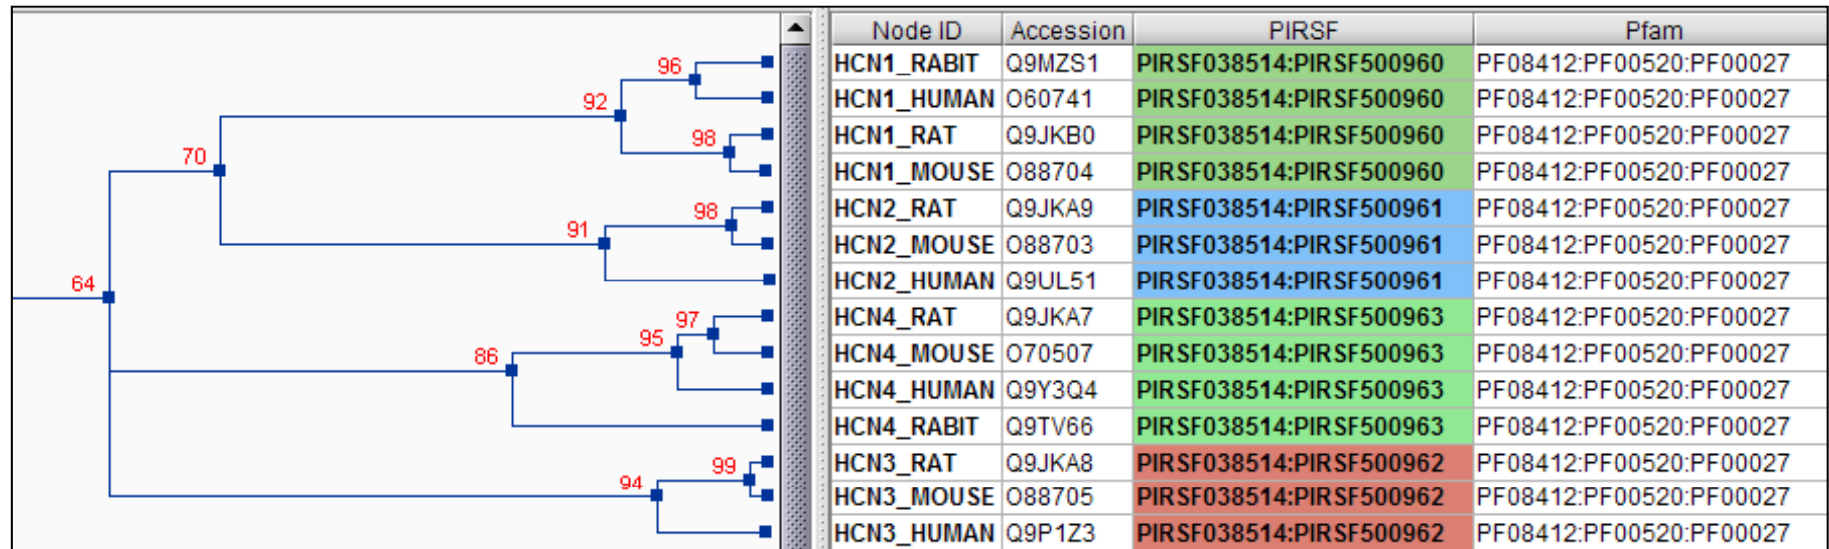 Node ID Accession PIRSF Pfam
96 HCN1_RABIT Q9MZS1 PIRSF038514:PIRSF500960 PF08412:PF00520:PF00027
92 HCN1_HUMAN O60741 PIRSF038514:PIRSF500960 PF08412:PF00520:PF00027
98 HCN1_RAT Q9JKB0 PIRSF038514:PIRSF500960 PF08412:PF00520:PF00027
70 HCN1_MOUSE O88704 PIRSF038514:PIRSF500960 PF08412:PF00520:PF00027
98 HCN2_RAT Q9JKA9 PIRSF038514:PIRSF500961 PF08412:PF00520:PF00027
91 HCN2_MOUSE O88703 PIRSF038514:PIRSF500961 PF08412:PF00520:PF00027
64 HCN2_HUMAN Q9UL51 PIRSF038514:PIRSF500961 PF08412:PF00520:PF00027
97 HCN4_RAT Q9JKA7 PIRSF038514:PIRSF500963 PF08412:PF00520:PF00027
86 95 HCN4_MOUSE O70507 PIRSF038514:PIRSF500963 PF08412:PF00520:PF00027
HCN4_HUMAN Q9Y3Q4 PIRSF038514:PIRSF500963 PF08412:PF00520:PF00027
HCN4_RABIT Q9TV66 PIRSF038514:PIRSF500963 PF08412:PF00520:PF00027
99 HCN3_RAT Q9JKA8 PIRSF038514:PIRSF500962 PF08412:PF00520:PF00027
94 HCN3_MOUSE O88705 PIRSF038514:PIRSF500962 PF08412:PF00520:PF00027
HCN3_HUMAN Q9P1Z3 PIRSF038514:PIRSF500962 PF08412:PF00520:PF00027